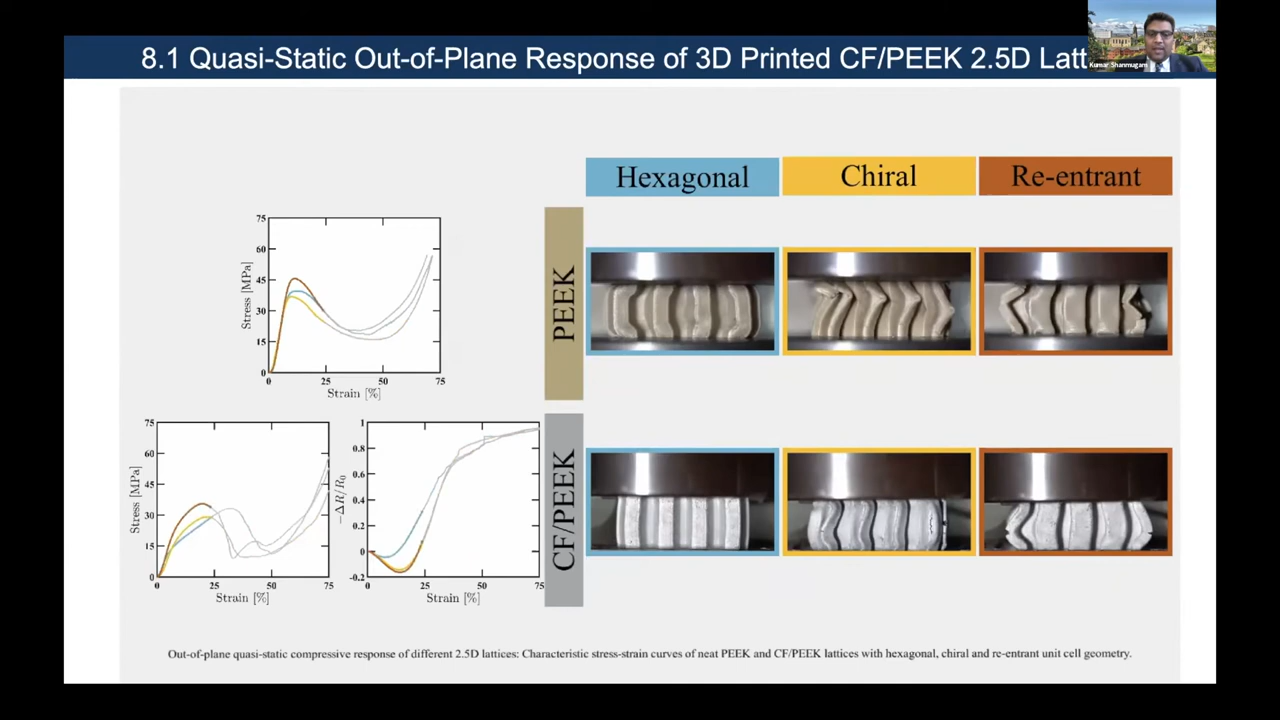 8.1 Quasi-Static Out-of-Plane Response of 3D Printed CF/PEEK 2.5D Latt
Kumar Shanmugam
Hexagonal
Chiral
Re-entrant
PEEK
75
60
45
30
15
0
Stress [MPa]
0 25 50 75
Strain [%]
CF/PEEK
75
60
45
30
15
0
Stress [MPa]
0 25 50 75
Strain [%]
1
0.8
0.6
0.4
0.2
0
-0.2
−ΔR/R₀
0 25 50 75
Strain [%]
Out-of-plane quasi-static compressive response of different 2.5D lattices: Characteristic stress-strain curves of neat PEEK and CF/PEEK lattices with hexagonal, chiral and re-entrant unit cell geometry.